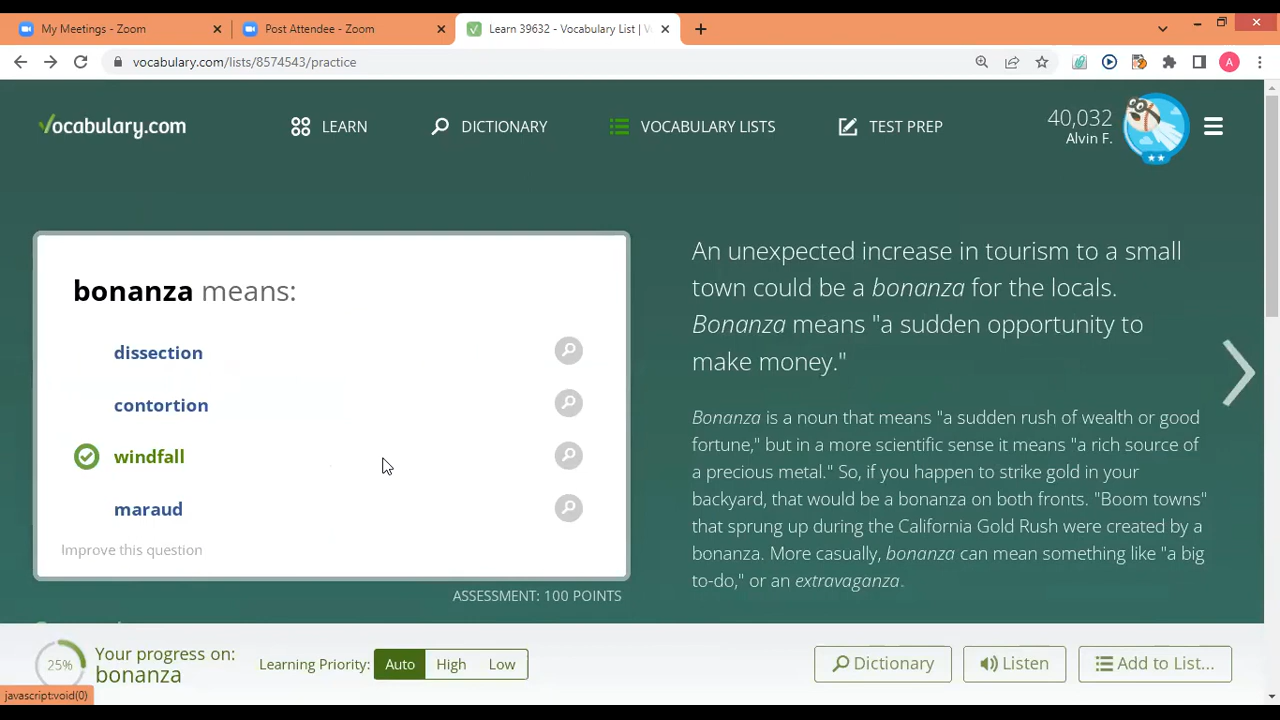 My Meetings - Zoom
Post Attendee - Zoom
Learn 39632 - Vocabulary List | V
vocabulary.com/lists/8574543/practice
A
Vocabulary.com
LEARN
DICTIONARY
VOCABULARY LISTS
TEST PREP
40,032
Alvin F.
bonanza means:
dissection
contortion
windfall
maraud
Improve this question
ASSESSMENT: 100 POINTS
An unexpected increase in tourism to a small
town could be a bonanza for the locals.
Bonanza means "a sudden opportunity to
make money."
Bonanza is a noun that means "a sudden rush of wealth or good
fortune," but in a more scientific sense it means "a rich source of
a precious metal." So, if you happen to strike gold in your
backyard, that would be a bonanza on both fronts. "Boom towns"
that sprung up during the California Gold Rush were created by a
bonanza. More casually, bonanza can mean something like "a big
to-do," or an extravaganza.
25%
Your progress on:
bonanza
Learning Priority:
Auto
High
Low
Dictionary
Listen
Add to List...
javascript:void(0)